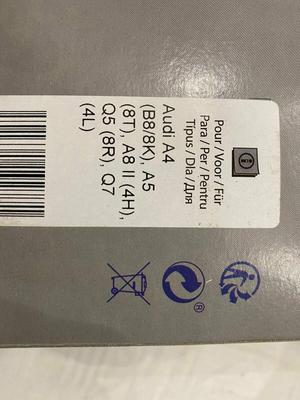 Pour / Voor / Für
Para / Per / Pentru
Tipus / Dla /Для
Audi A4
(B8/8K), A5
(8T), A8 II (4H),
Q5 (8R), Q7
(4L)
®